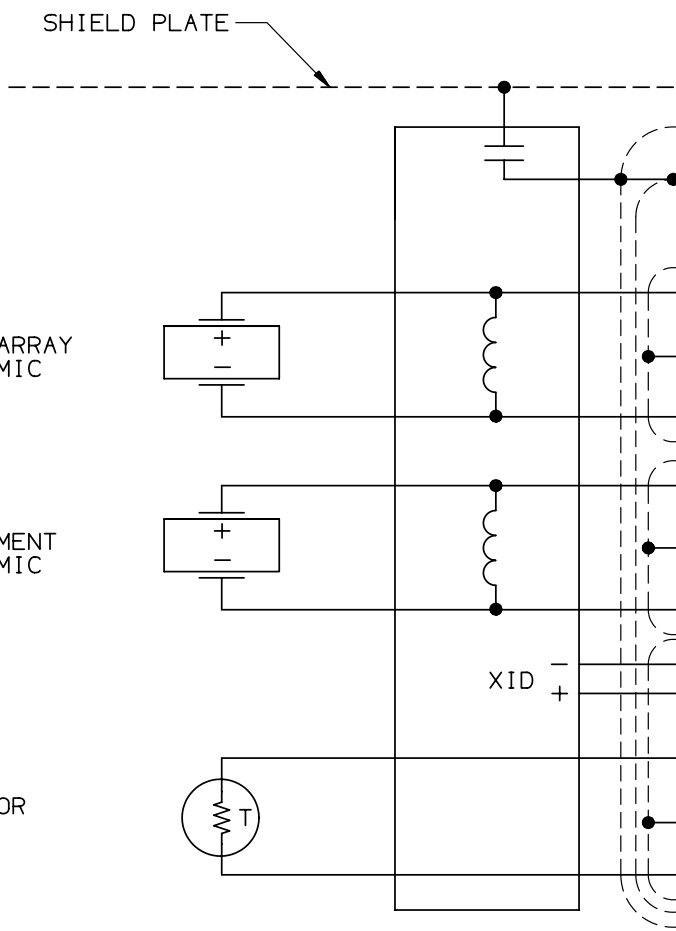 SHIELD PLATE
ARRAY
MIC
MENT
MIC
XID
OR
T